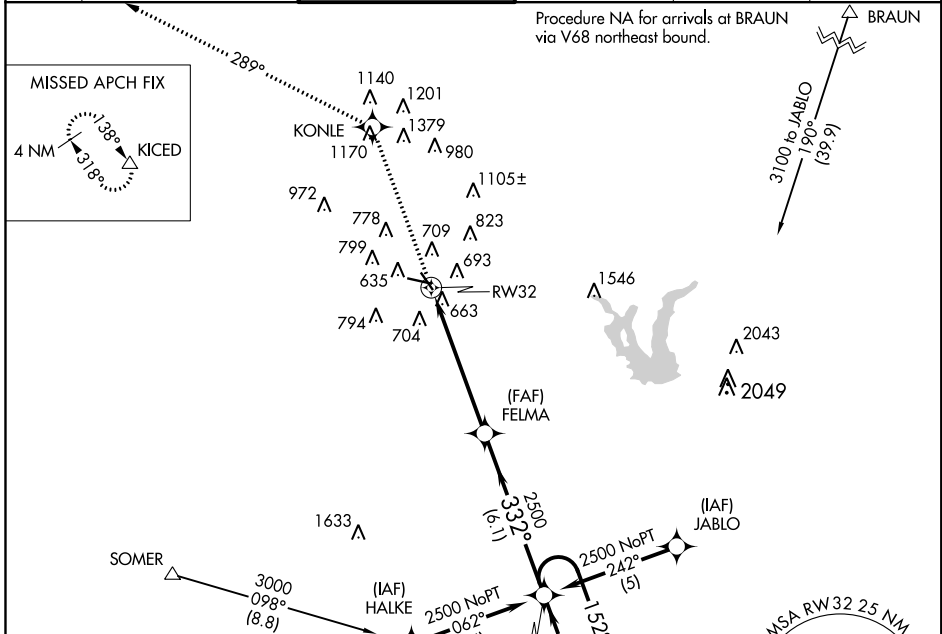 Procedure NA for arrivals at BRAUN
via V68 northeast bound.
BRAUN
3100 to JABLO
190°
(39.9)
289°
MISSED APCH FIX
4 NM
138°
318°
KICED
1140
1201
KONLE
1379
1170
980
1105±
972
778
709
823
799
693
635
RW32
663
794
704
1546
2043
2049
(FAF)
FELMA
2500
332°
(6.1)
1633
(IAF)
JABLO
2500 NoPT
242°
(5)
SOMER
3000
098°
(8.8)
(IAF)
HALKE
2500 NoPT
062°
152°
MSA RW32 25 NM